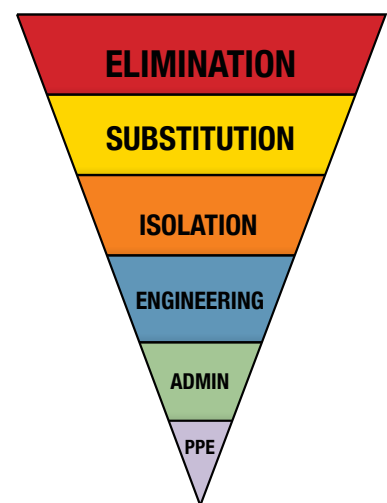 ELIMINATION
SUBSTITUTION
ISOLATION
ENGINEERING
ADMIN
PPE